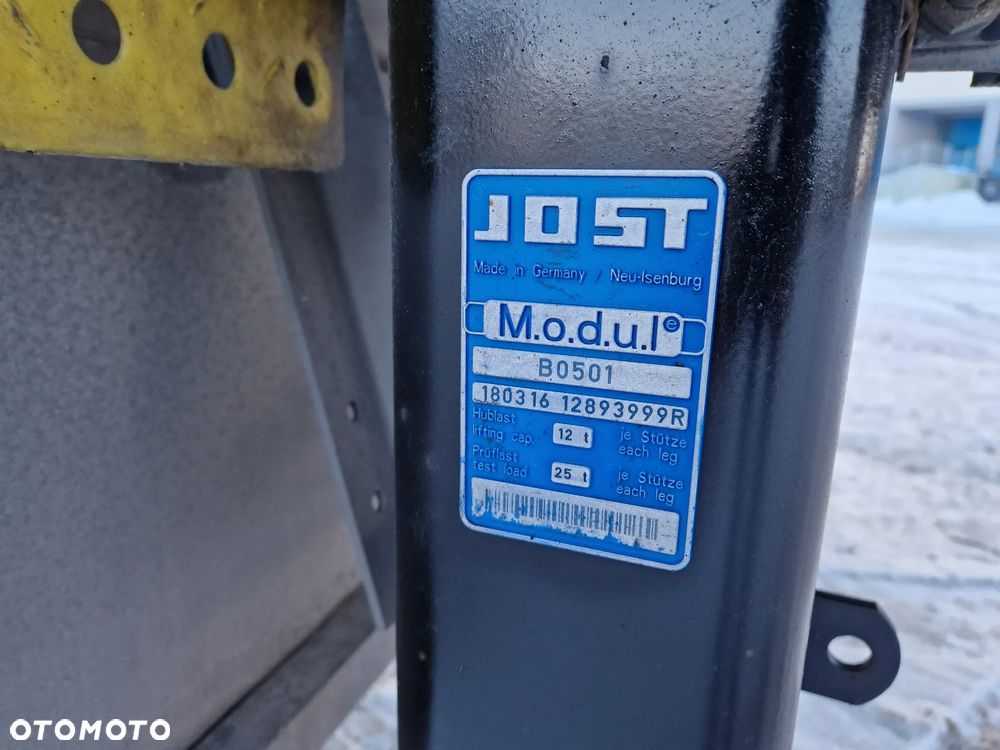 JOST
Made in Germany / Neu-Isenburg
M.o.d.u.l e
B0501
180316 12893999R
Hublast
lifting cap. 12 t je Stütze
each leg
Prüflast
test load 25 t je Stütze
each leg
OTOMOTO